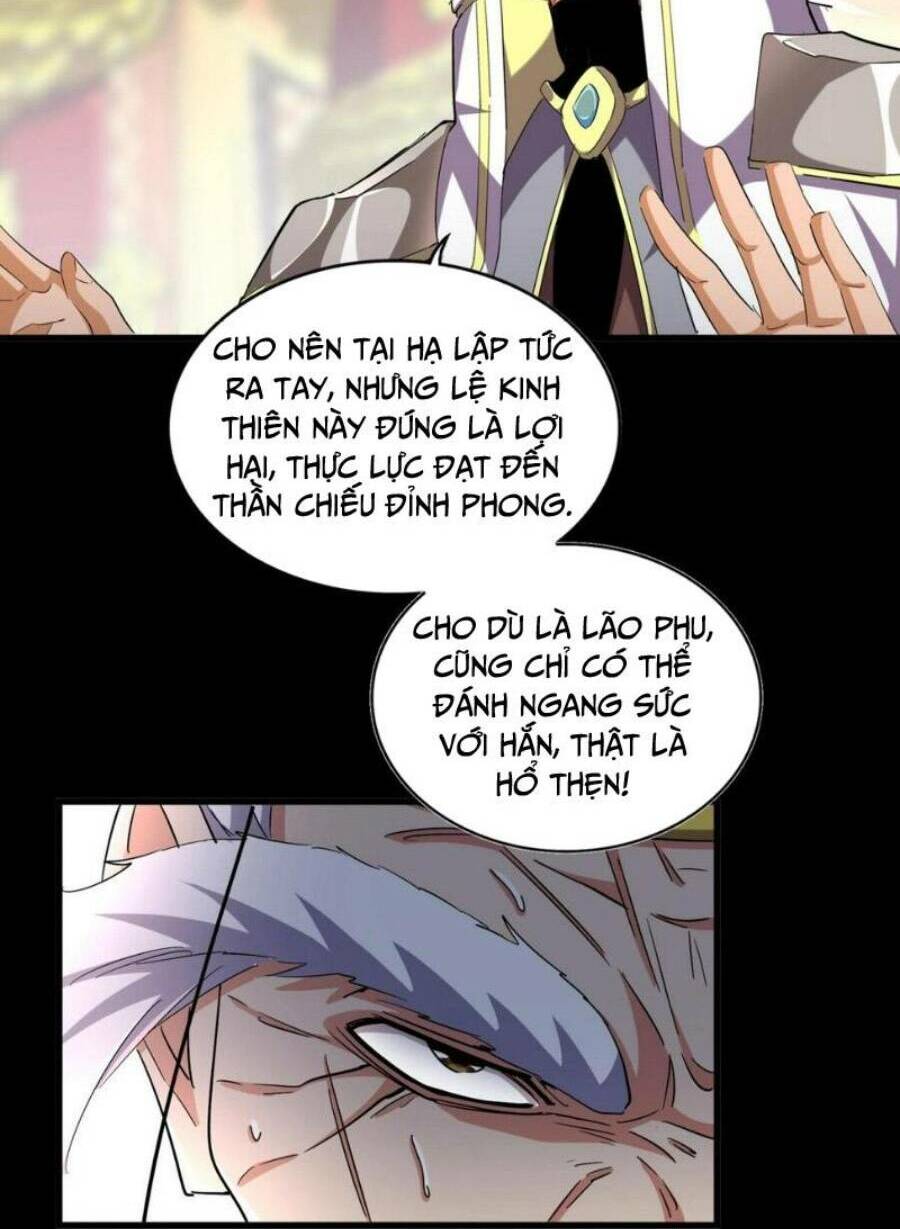 CHO NÊN TẠI HẠ LẬP TỨC
RA TAY, NHƯNG LỆ KINH
THIÊN NÀY ĐÚNG LÀ LỢI
HẠI, THỰC LỰC ĐẠT ĐẾN
THẦN CHIẾU ĐỈNH PHONG.
CHO DÙ LÀ LÃO PHU,
CŨNG CHỈ CÓ THỂ
ĐÁNH NGANG SỨC
VỚI HẮN, THẬT LÀ
HỔ THẸN!